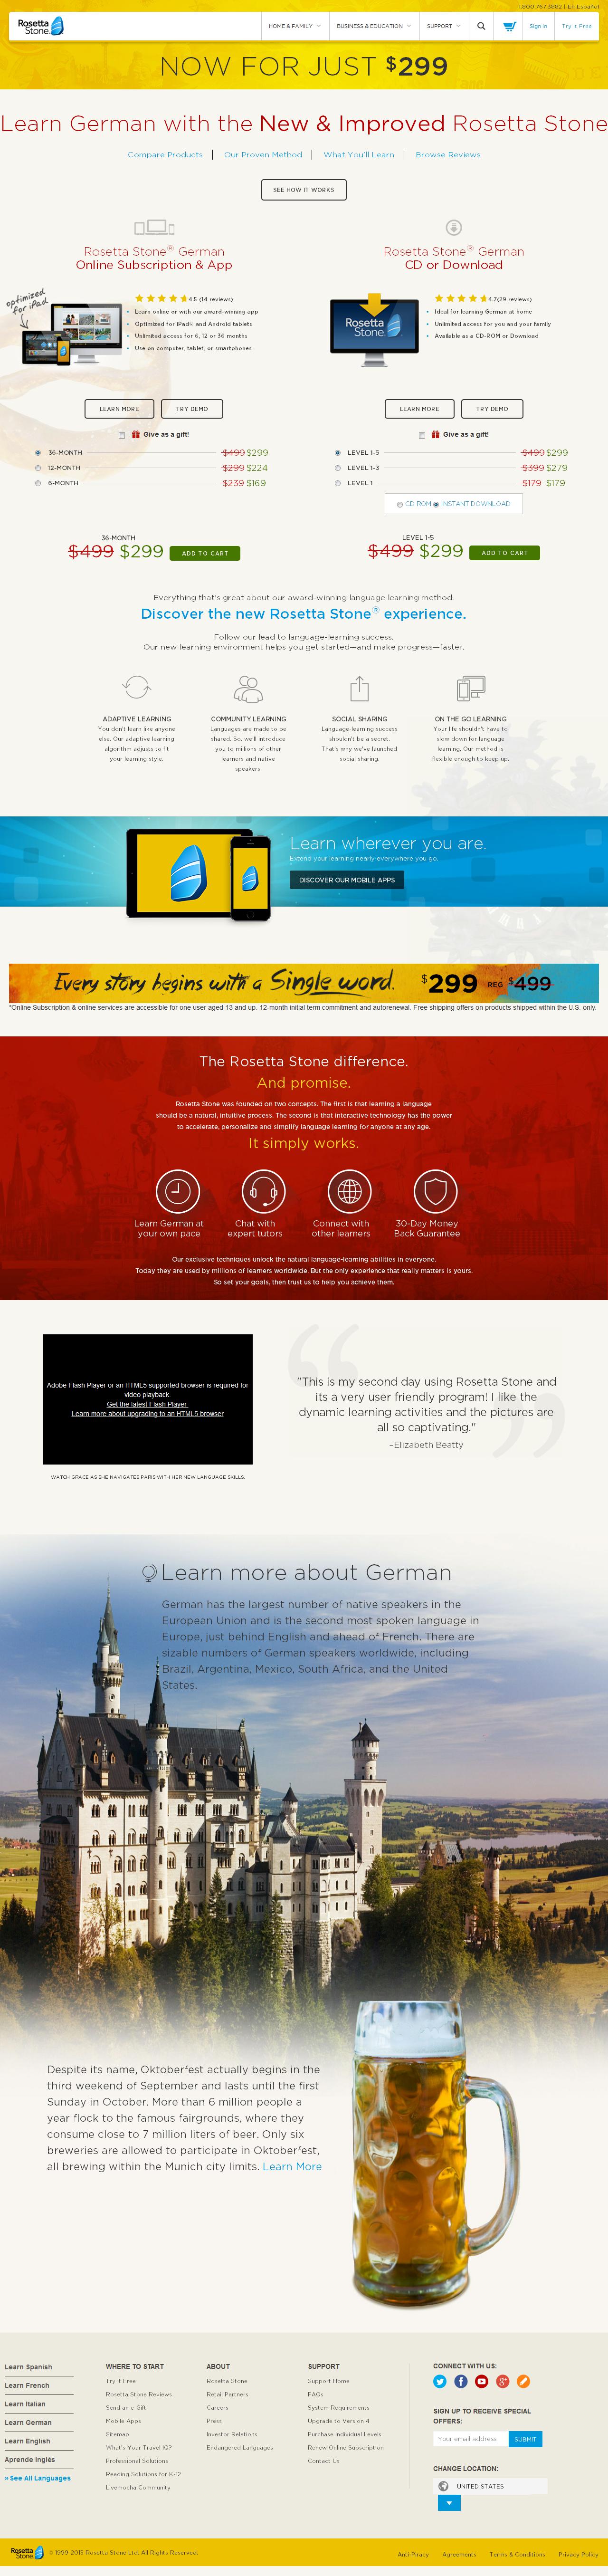 1.800.767.3882 | En Español
Rosetta Stone.
HOME & FAMILY
BUSINESS & EDUCATION
SUPPORT
Sign in
Try it Free
NOW FOR JUST $299
Learn German with the New & Improved Rosetta Stone
Compare Products
Our Proven Method
What You'll Learn
Browse Reviews
SEE HOW IT WORKS
Rosetta Stone® German
Online Subscription & App
optimized for iPad
4.5 (14 reviews)
Learn online or with our award-winning app
Optimized for iPad® and Android tablets
Unlimited access for 6, 12 or 36 months
Use on computer, tablet, or smartphones
LEARN MORE
TRY DEMO
Give as a gift!
36-MONTH $499 $299
12-MONTH $299 $224
6-MONTH $239 $169
36-MONTH
$499 $299 ADD TO CART
Rosetta Stone® German
CD or Download
Rosetta Stone
4.7(29 reviews)
Ideal for learning German at home
Unlimited access for you and your family
Available as a CD-ROM or Download
LEARN MORE
TRY DEMO
Give as a gift!
LEVEL 1-5 $499 $299
LEVEL 1-3 $399 $279
LEVEL 1 $179 $179
CD ROM INSTANT DOWNLOAD
LEVEL 1-5
$499 $299 ADD TO CART
Everything that's great about our award-winning language learning method.
Discover the new Rosetta Stone® experience.
Follow our lead to language-learning success.
Our new learning environment helps you get started—and make progress—faster.
ADAPTIVE LEARNING
You don't learn like anyone
else. Our adaptive learning
algorithm adjusts to fit
your learning style.
COMMUNITY LEARNING
Languages are made to be
shared. So, we'll introduce
you to millions of other
learners and native
speakers.
SOCIAL SHARING
Language-learning success
shouldn't be a secret.
That's why we've launched
social sharing.
ON THE GO LEARNING
Your life shouldn't have to
slow down for language
learning. Our method is
flexible enough to keep up.
Learn wherever you are.
Extend your learning nearly-everywhere you go.
DISCOVER OUR MOBILE APPS
Every story begins with a Single word. $299 REG $499
*Online Subscription & online services are accessible for one user aged 13 and up. 12-month initial term commitment and autorenewal. Free shipping offers on products shipped within the U.S. only.
The Rosetta Stone difference.
And promise.
Rosetta Stone was founded on two concepts. The first is that learning a language
should be a natural, intuitive process. The second is that interactive technology has the power
to accelerate, personalize and simplify language learning for anyone at any age.
It simply works.
Learn German at
your own pace
Chat with
expert tutors
Connect with
other learners
30-Day Money
Back Guarantee
Our exclusive techniques unlock the natural language-learning abilities in everyone.
Today they are used by millions of learners worldwide. But the only experience that really matters is yours.
So set your goals, then trust us to help you achieve them.
Adobe Flash Player or an HTML5 supported browser is required for
video playback.
Get the latest Flash Player
Learn more about upgrading to an HTML5 browser
WATCH GRACE AS SHE NAVIGATES PARIS WITH HER NEW LANGUAGE SKILLS.
"This is my second day using Rosetta Stone and
its a very user friendly program! I like the
dynamic learning activities and the pictures are
all so captivating."
–Elizabeth Beatty
Learn more about German
German has the largest number of native speakers in the
European Union and is the second most spoken language in
Europe, just behind English and ahead of French. There are
sizable numbers of German speakers worldwide, including
Brazil, Argentina, Mexico, South Africa, and the United
States.
Despite its name, Oktoberfest actually begins in the
third weekend of September and lasts until the first
Sunday in October. More than 6 million people a
year flock to the famous fairgrounds, where they
consume close to 7 million liters of beer. Only six
breweries are allowed to participate in Oktoberfest,
all brewing within the Munich city limits. Learn More
Learn Spanish
Learn French
Learn Italian
Learn German
Learn English
Aprende Inglés
» See All Languages
WHERE TO START
Try it Free
Rosetta Stone Reviews
Send an e-Gift
Mobile Apps
Sitemap
What's Your Travel IQ?
Professional Solutions
Reading Solutions for K-12
Livemocha Community
ABOUT
Rosetta Stone
Retail Partners
Careers
Press
Investor Relations
Endangered Languages
SUPPORT
Support Home
FAQs
System Requirements
Upgrade to Version 4
Purchase Individual Levels
Renew Online Subscription
Contact Us
CONNECT WITH US:
SIGN UP TO RECEIVE SPECIAL
OFFERS:
Your email address
SUBMIT
CHANGE LOCATION:
UNITED STATES
Rosetta Stone.
© 1999-2015 Rosetta Stone Ltd. All Rights Reserved.
Anti-Piracy
Agreements
Terms & Conditions
Privacy Policy